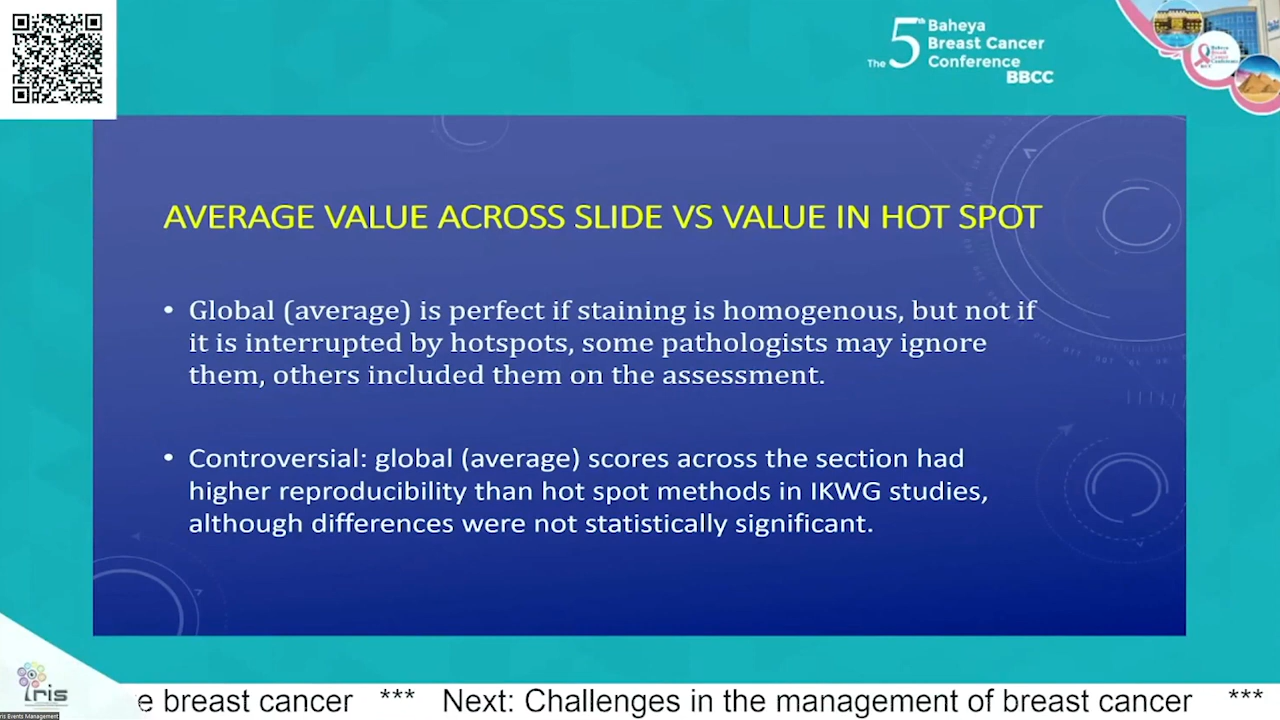 The 5th Baheya
Breast Cancer
Conference
BBCC
AVERAGE VALUE ACROSS SLIDE VS VALUE IN HOT SPOT
• Global (average) is perfect if staining is homogenous, but not if
it is interrupted by hotspots, some pathologists may ignore
them, others included them on the assessment.
• Controversial: global (average) scores across the section had
higher reproducibility than hot spot methods in IKWG studies,
although differences were not statistically significant.
iris
ris Events Management
e breast cancer *** Next: Challenges in the management of breast cancer ***